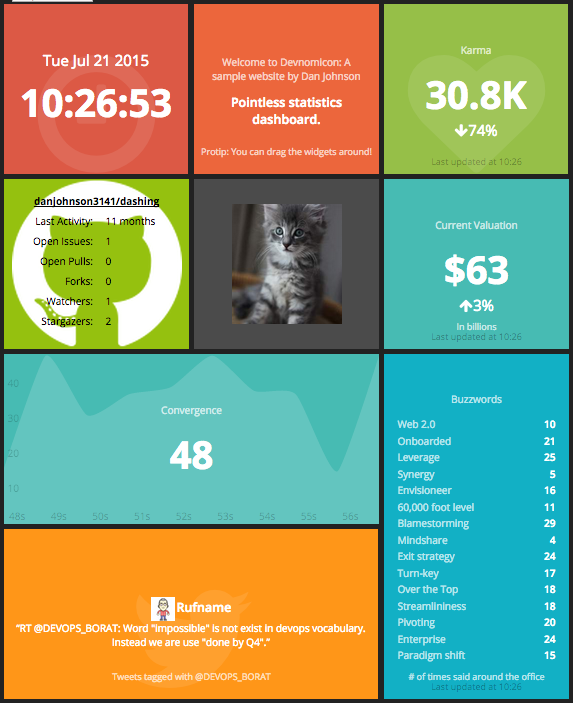 Tue Jul 21 2015
10:26:53
Welcome to Devnomicon: A
sample website by Dan Johnson
Pointless statistics
dashboard.
Protip: You can drag the widgets around!
Karma
30.8K
74%
Last updated at 10:26
danjohnson3141/dashing
Last Activity: 11 months
Open Issues: 1
Open Pulls: 0
Forks: 0
Watchers: 1
Stargazers: 2
Current Valuation
$63
3%
In billions
Last updated at 10:26
Convergence
48
40
30
20
10
48s 49s 50s 51s 52s 53s 54s 55s 56s
Buzzwords
Web 2.0 10
Onboarded 21
Leverage 25
Synergy 5
Envisioneer 16
60,000 foot level 11
Blamestorming 29
Mindshare 4
Exit strategy 24
Turn-key 17
Over the Top 18
Streamlininess 18
Pivoting 20
Enterprise 24
Paradigm shift 15
# of times said around the office
Last updated at 10:26
Rufname
“RT @DEVOPS_BORAT: Word "impossible" is not exist in devops vocabulary.
Instead we are use "done by Q4".”
Tweets tagged with @DEVOPS_BORAT